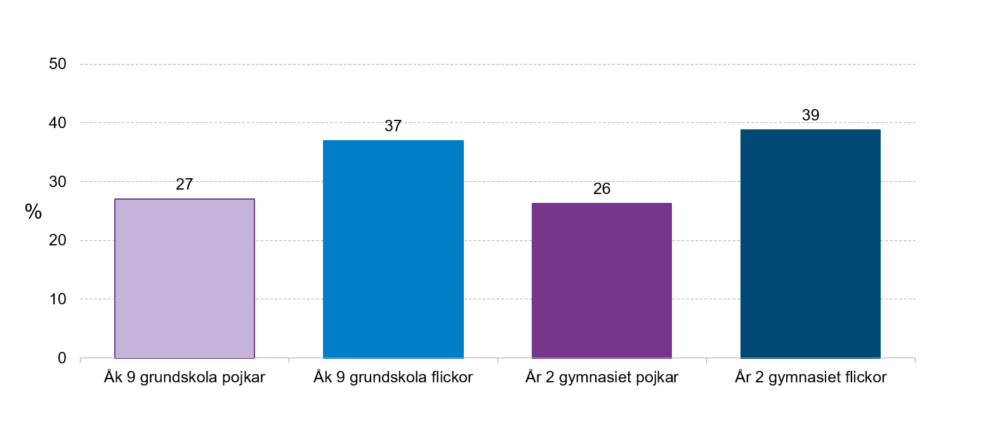 50
40
30
20
10
0
%
27
37
26
39
Åk 9 grundskola pojkar
Åk 9 grundskola flickor
År 2 gymnasiet pojkar
År 2 gymnasiet flickor